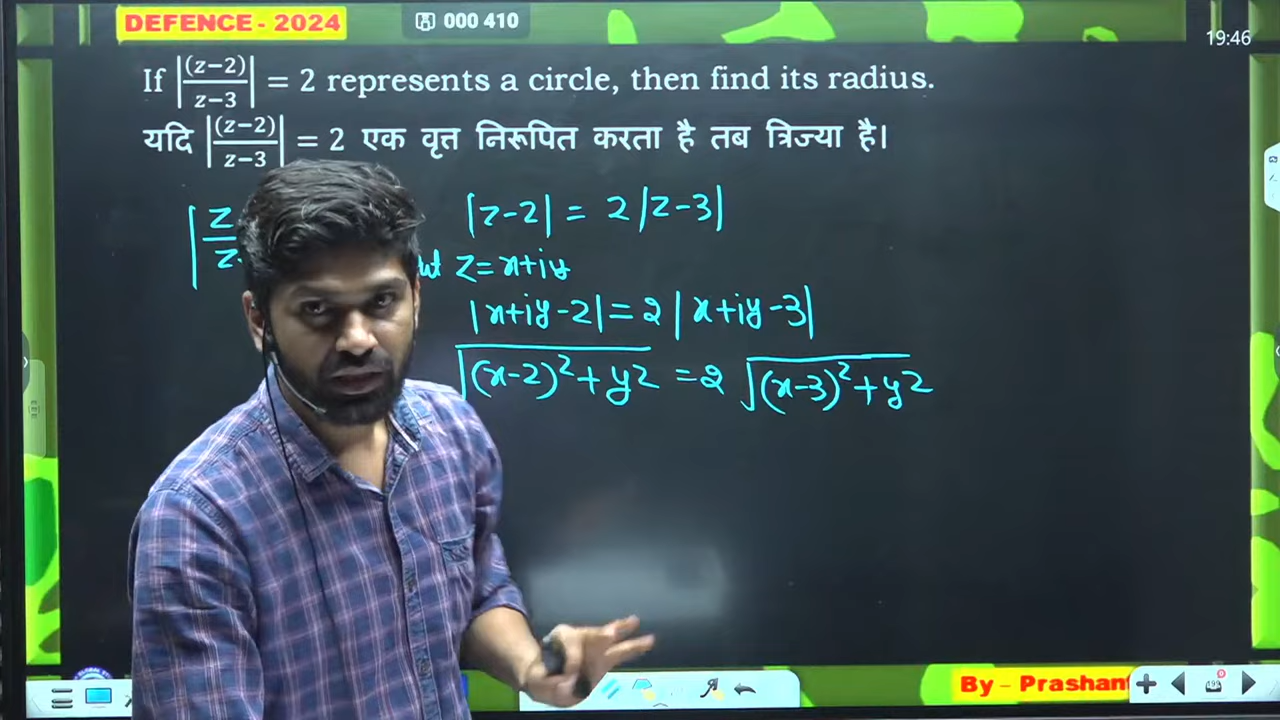 DEFENCE - 2024
000 410
19:46
If |(z−2)/z−3| = 2 represents a circle, then find its radius.
यदि |(z−2)/z−3| = 2 एक वृत्त निरूपित करता है तब त्रिज्या है।
|z-2| = 2|z-3|
z = x+iy
|x+iy-2| = 2|x+iy-3|
√(x-2)²+y² = 2√(x-3)²+y²
By - Prashant